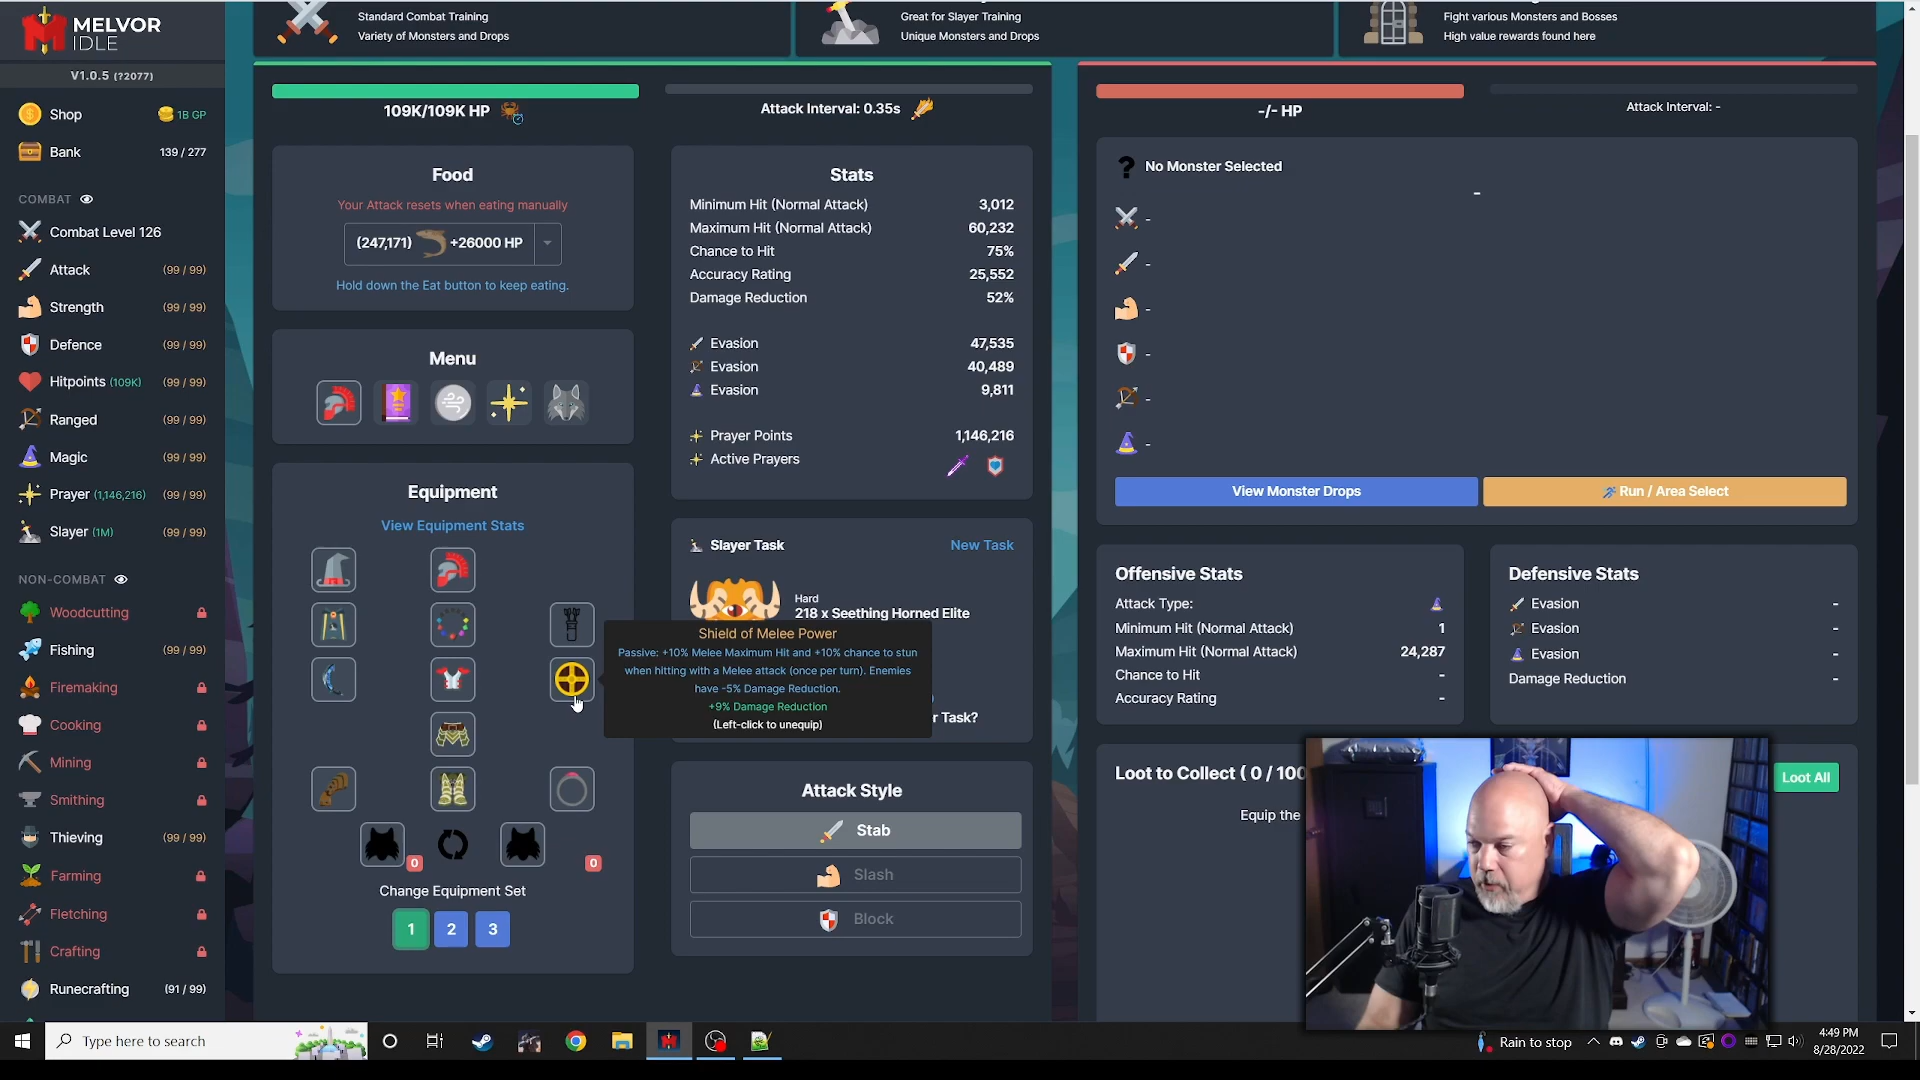 MELVOR
IDLE
V1.0.5 (?2077)
Shop 1B GP
Bank 139 / 277
COMBAT
Combat Level 126
Attack (99 / 99)
Strength (99 / 99)
Defence (99 / 99)
Hitpoints (109K) (99 / 99)
Ranged (99 / 99)
Magic (99 / 99)
Prayer (1,146,216) (99 / 99)
Slayer (1M) (99 / 99)
NON-COMBAT
Woodcutting
Fishing (99 / 99)
Firemaking
Cooking
Mining
Smithing
Thieving (99 / 99)
Farming
Fletching
Crafting
Runecrafting (91 / 99)
Standard Combat Training
Variety of Monsters and Drops
Great for Slayer Training
Unique Monsters and Drops
Fight various Monsters and Bosses
High value rewards found here
109K/109K HP
Attack Interval: 0.35s
Food
Your Attack resets when eating manually
(247,171) +26000 HP
Hold down the Eat button to keep eating.
Menu
Equipment
View Equipment Stats
0
0
Change Equipment Set
1 2 3
Stats
Minimum Hit (Normal Attack) 3,012
Maximum Hit (Normal Attack) 60,232
Chance to Hit 75%
Accuracy Rating 25,552
Damage Reduction 52%
Evasion 47,535
Evasion 40,489
Evasion 9,811
Prayer Points 1,146,216
Active Prayers
Slayer Task New Task
Hard
218 x Seething Horned Elite
Shield of Melee Power
Passive: +10% Melee Maximum Hit and +10% chance to stun
when hitting with a Melee attack (once per turn). Enemies
have -5% Damage Reduction.
+9% Damage Reduction
(Left-click to unequip)
r Task?
Attack Style
Stab
Slash
Block
-/- HP
Attack Interval: -
? No Monster Selected
-
-
-
-
-
-
-
View Monster Drops
Run / Area Select
Offensive Stats
Attack Type:
Minimum Hit (Normal Attack) 1
Maximum Hit (Normal Attack) 24,287
Chance to Hit -
Accuracy Rating -
Defensive Stats
Evasion -
Evasion -
Evasion -
Damage Reduction -
Loot to Collect ( 0 / 100
Loot All
Equip the
Type here to search
Rain to stop
4:49 PM
8/28/2022